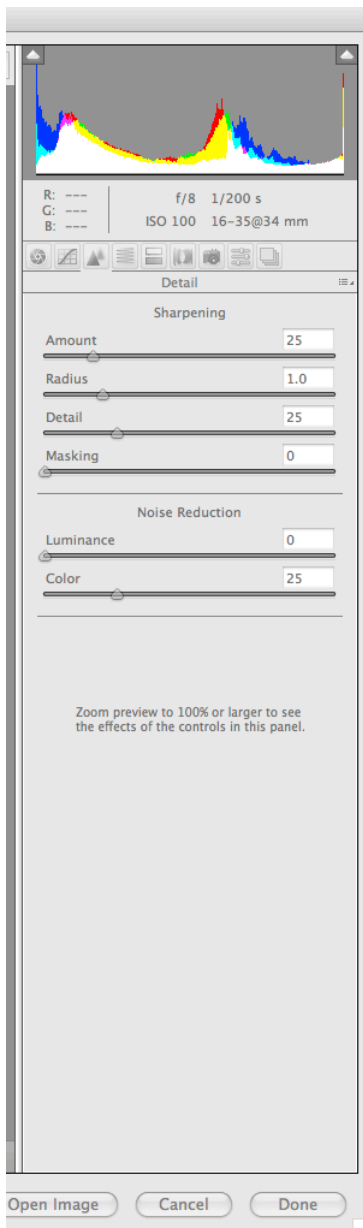 R: ---
G: ---
B: ---
f/8 1/200 s
ISO 100 16-35@34 mm
Detail
Sharpening
Amount 25
Radius 1.0
Detail 25
Masking 0
Noise Reduction
Luminance 0
Color 25
Zoom preview to 100% or larger to see
the effects of the controls in this panel.
Open Image Cancel Done